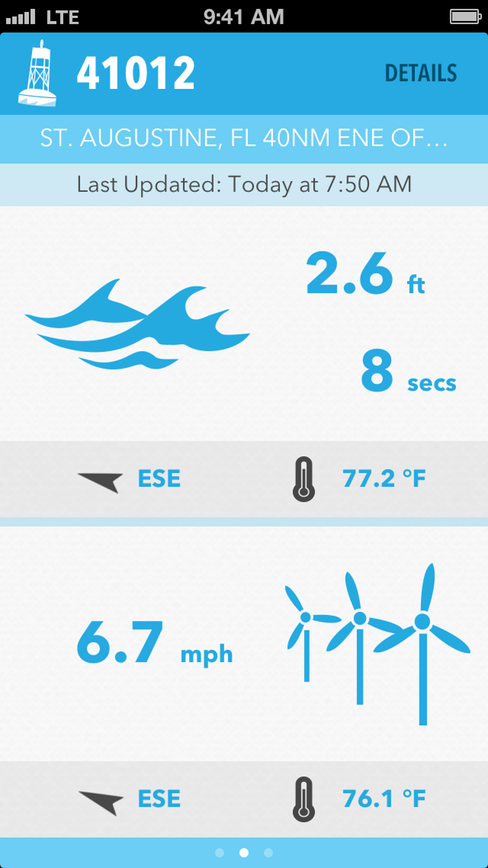 LTE 9:41 AM
41012 DETAILS
ST. AUGUSTINE, FL 40NM ENE OF...
Last Updated: Today at 7:50 AM
2.6 ft
8 secs
ESE 77.2 °F
6.7 mph
ESE 76.1 °F